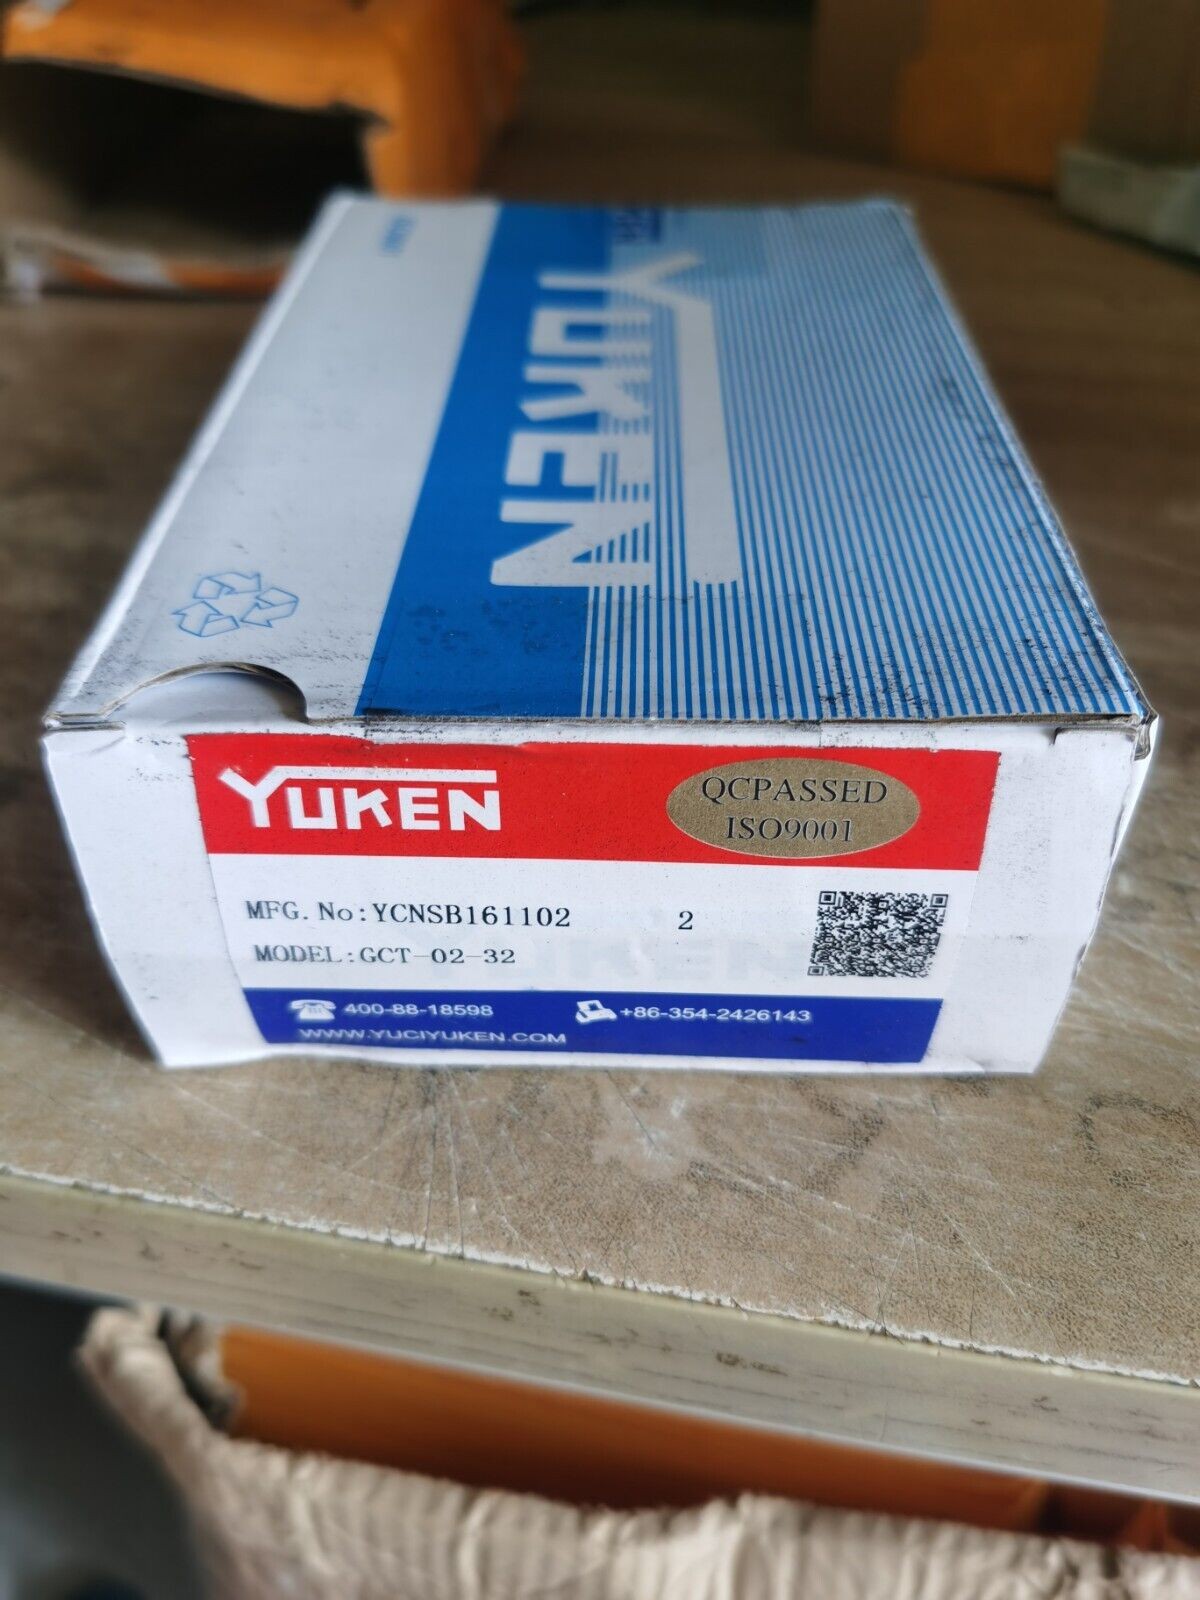 YUKEN
YUKEN
QCPASSED
ISO9001
MFG.No:YCNSB161102 2
MODEL:GCT-02-32
400-88-18598 +86-354-2426143
WWW.YUCIYUKEN.COM